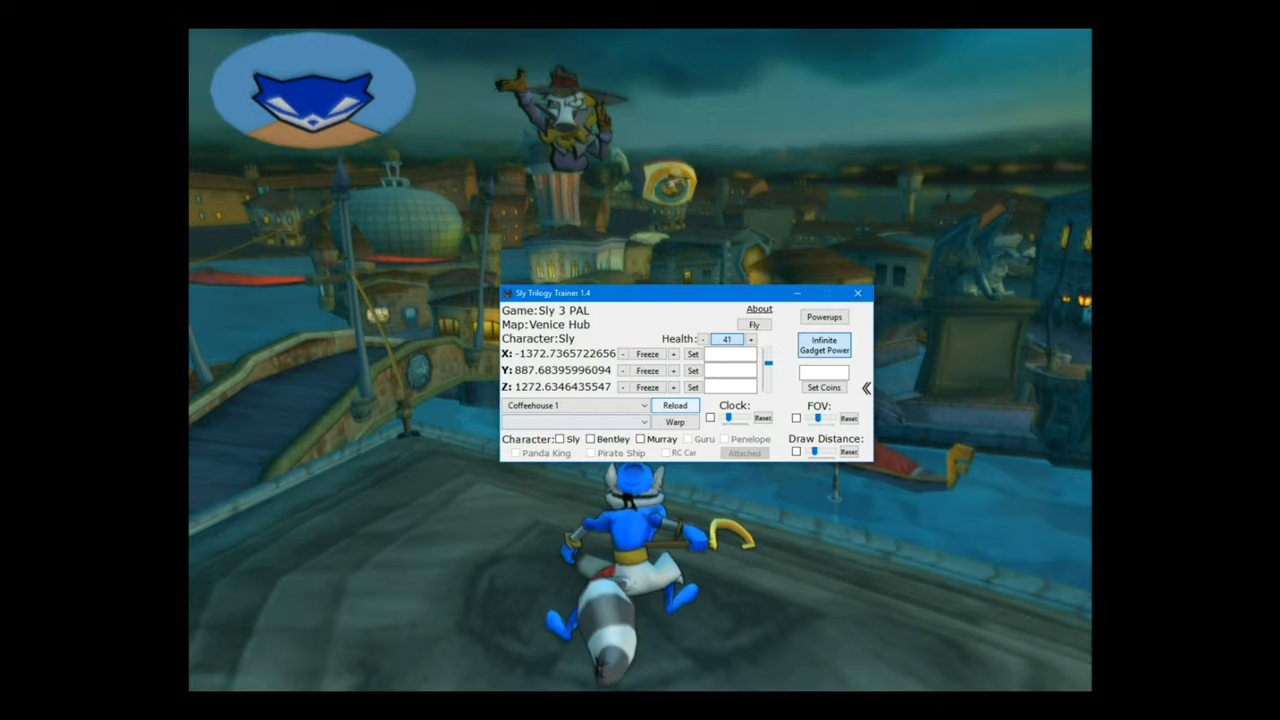 Sly Trilogy Trainer 1.4
Game:Sly 3 PAL
About
Powerups
Map:Venice Hub
Fly
Character:Sly
Health: - 41 +
Infinite
Gadget Power
X: -1372.7365722656 - Freeze + Set
Y: 887.68395996094 - Freeze + Set
Z: 1272.6346435547 - Freeze + Set
Set Coins
Coffeehouse 1
Reload
Clock:
Reset
FOV:
Reset
Warp
Character: Sly Bentley Murray Guru Penelope
Draw Distance:
Panda King Pirate Ship RC Car
Attached
Reset